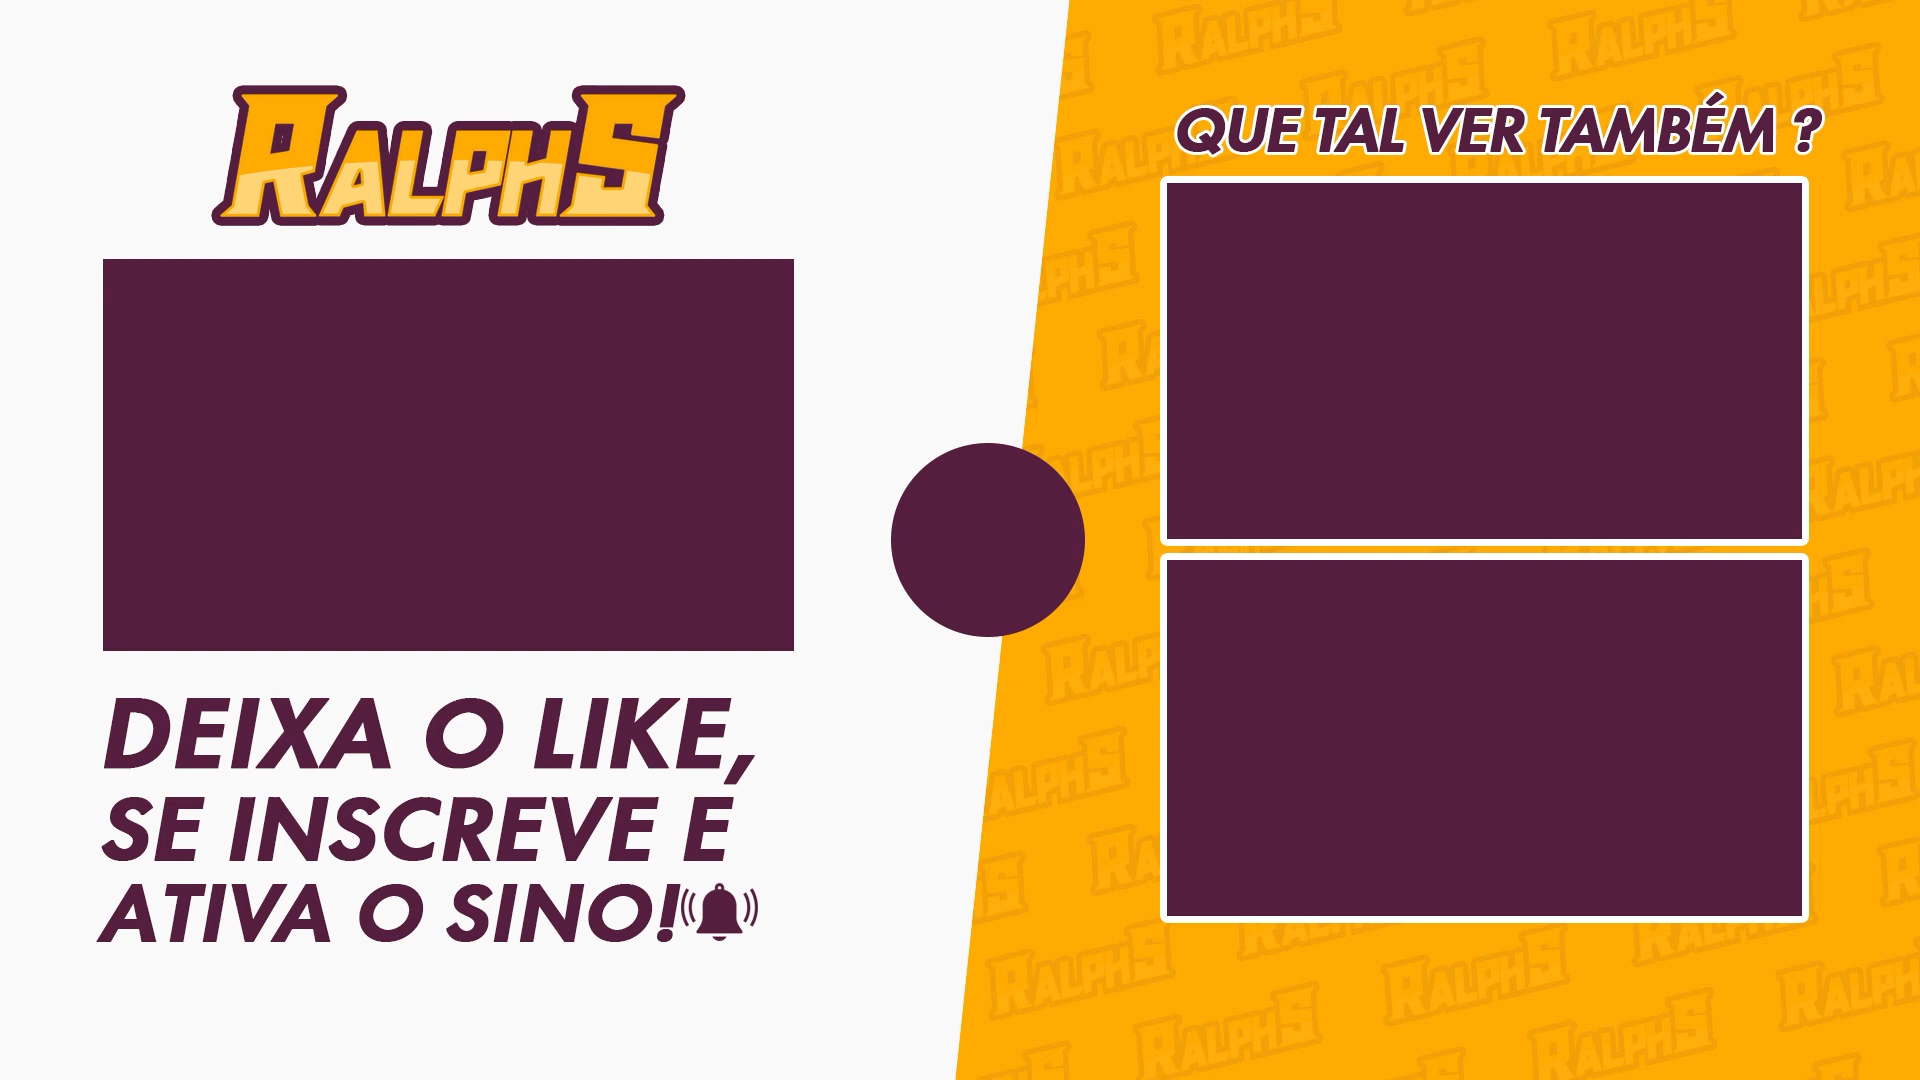 RALPHS
DEIXA O LIKE,
SE INSCREVE E
ATIVA O SINO!
QUE TAL VER TAMBÉM ?